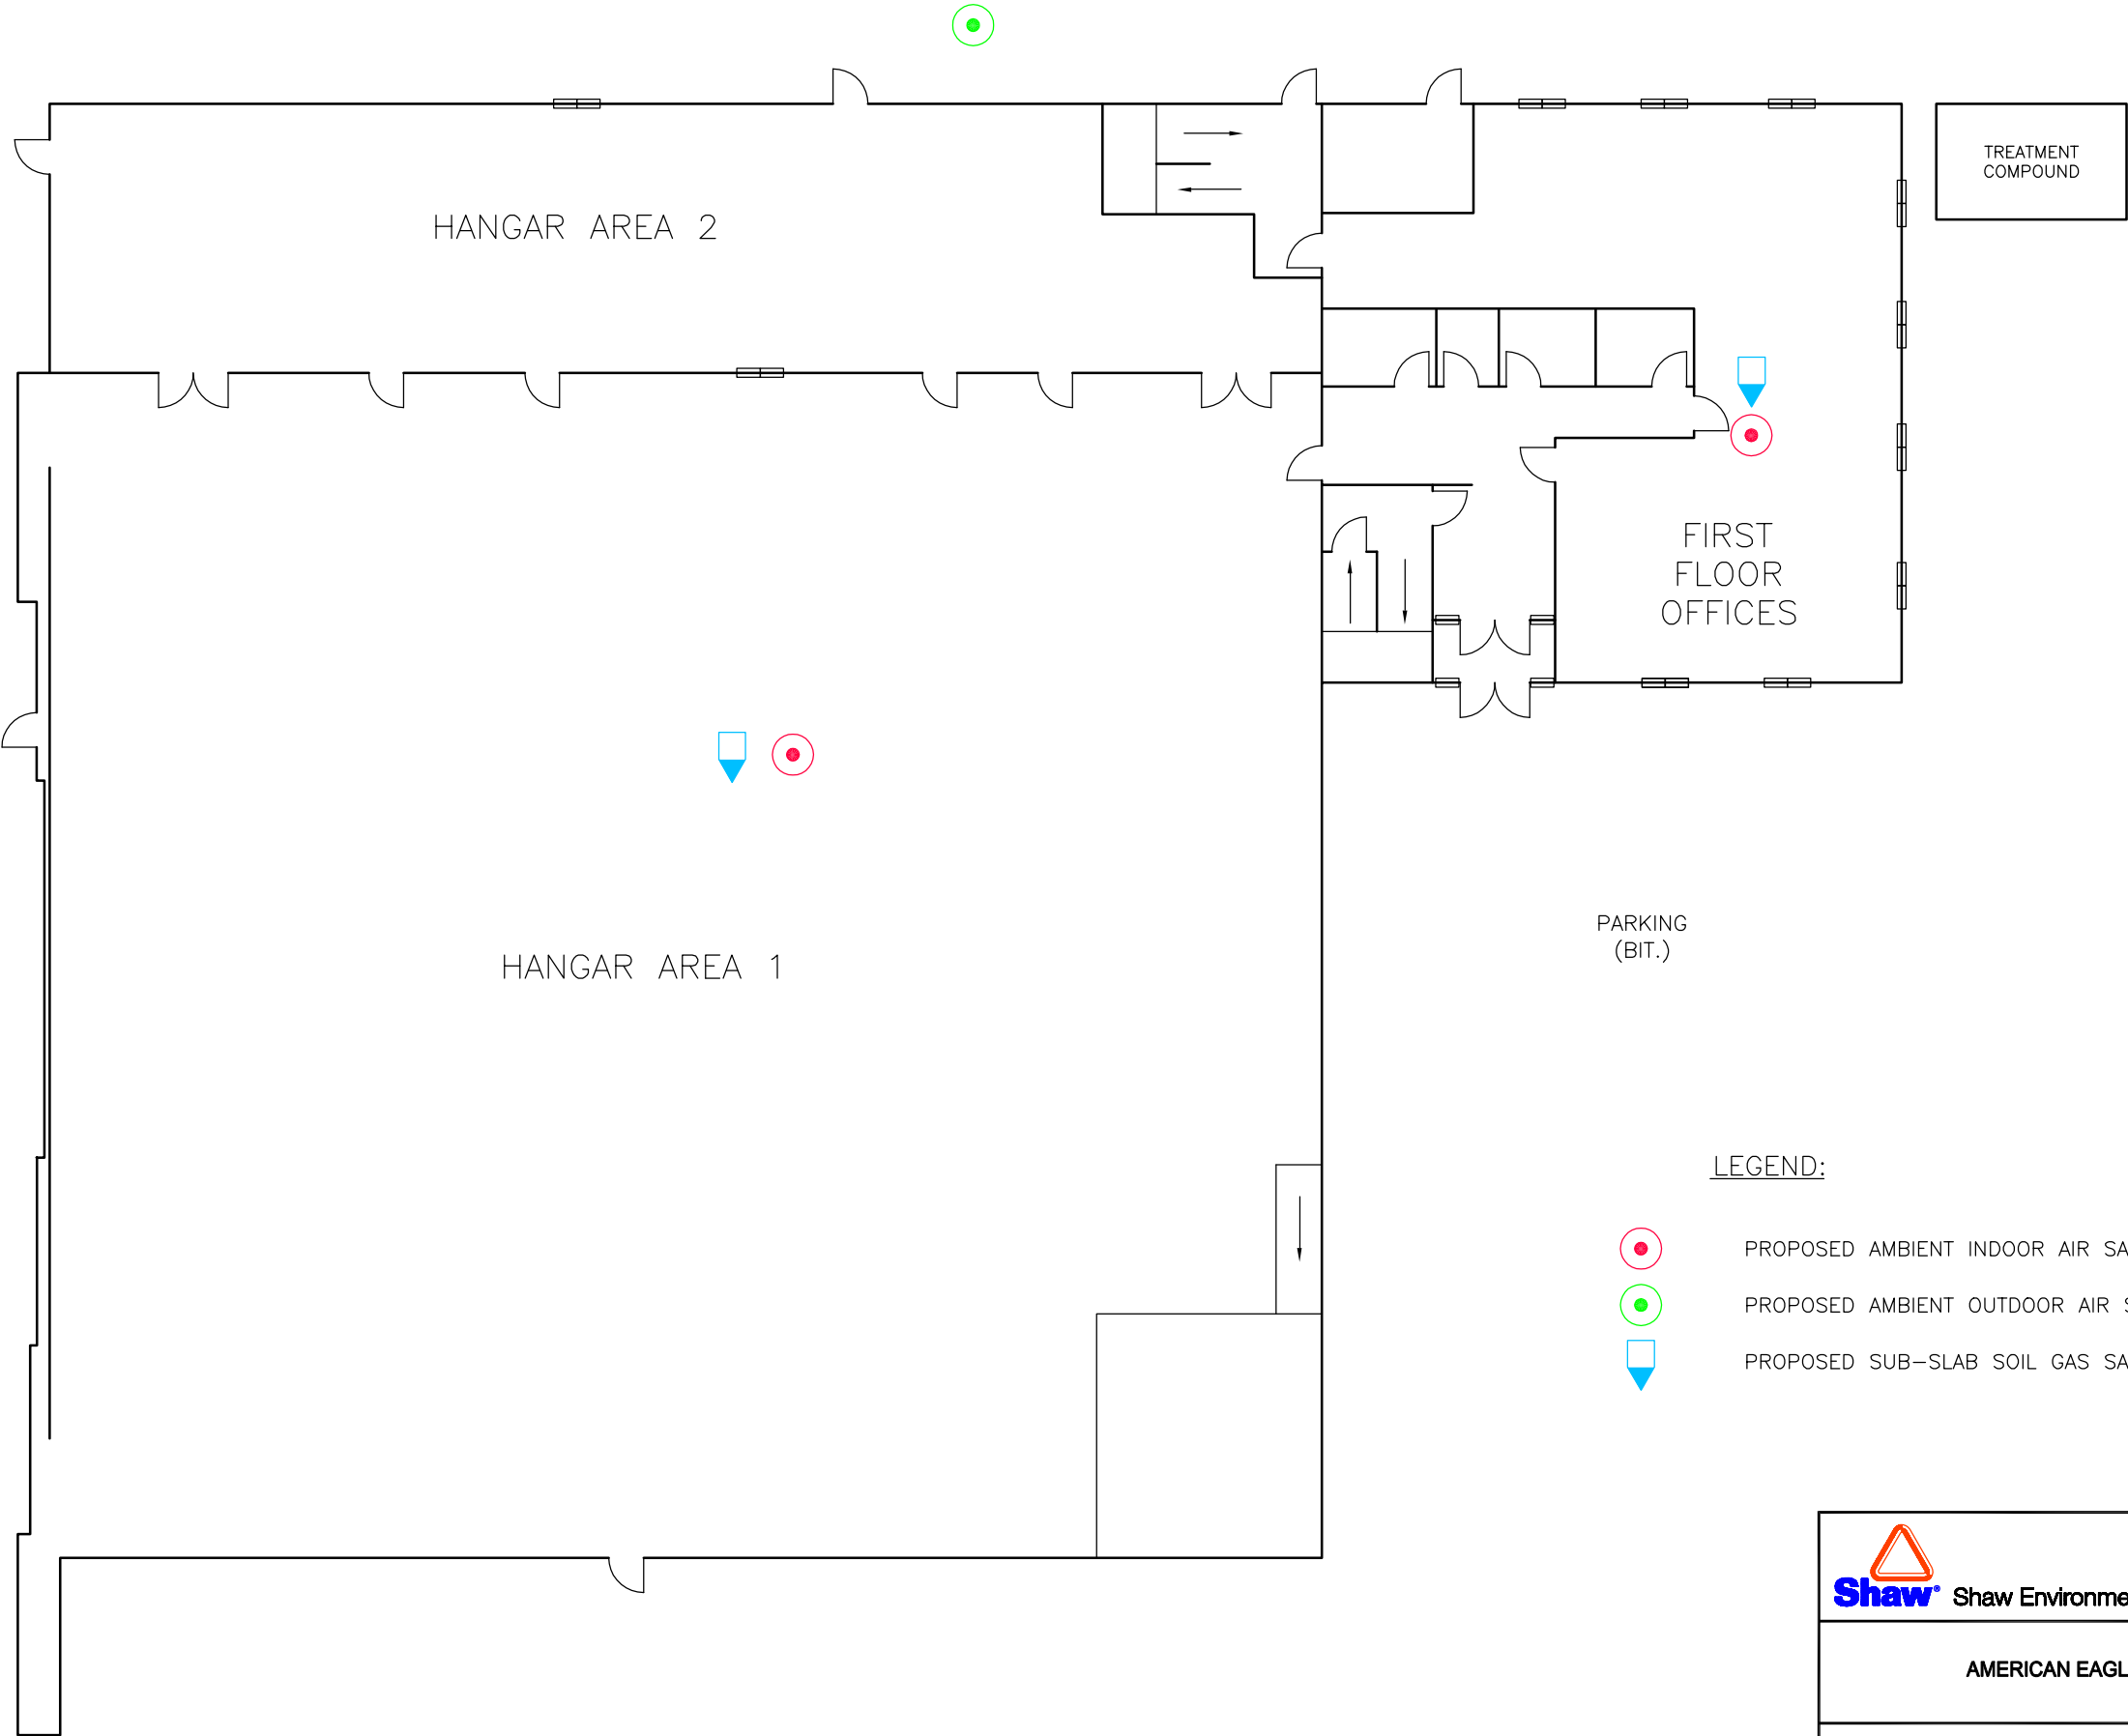 TREATMENT
COMPOUND
HANGAR AREA 2
FIRST
FLOOR
OFFICES
PARKING
(BIT.)
HANGAR AREA 1
LEGEND:
PROPOSED AMBIENT INDOOR AIR SA
PROPOSED AMBIENT OUTDOOR AIR
PROPOSED SUB-SLAB SOIL GAS SA
Shaw® Shaw Environme
AMERICAN EAGL